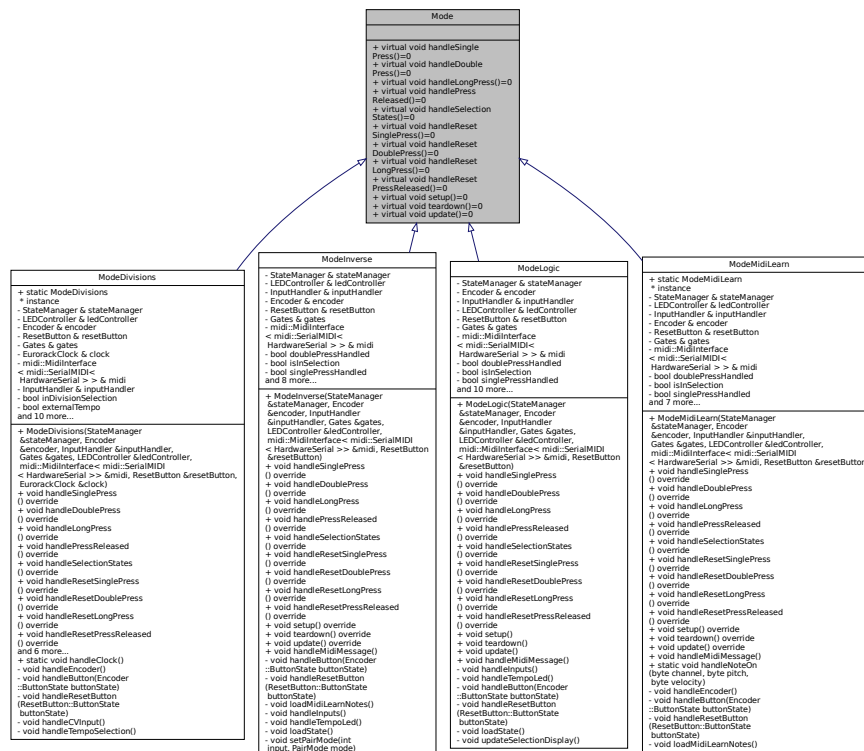 Mode
+ virtual void handleSingle
Press()=0
+ virtual void handleDouble
Press()=0
+ virtual void handleLongPress()=0
+ virtual void handlePress
Released()=0
+ virtual void handleSelection
States()=0
+ virtual void handleReset
SinglePress()=0
+ virtual void handleReset
DoublePress()=0
+ virtual void handleReset
LongPress()=0
+ virtual void handleReset
PressReleased()=0
+ virtual void setup()=0
+ virtual void teardown()=0
+ virtual void update()=0
ModeDivisions
+ static ModeDivisions
* instance
- StateManager & stateManager
- LEDController & ledController
- Encoder & encoder
- ResetButton & resetButton
- Gates & gates
- EurorackClock & clock
- midi::MidiInterface
< midi::SerialMIDI<
HardwareSerial > > & midi
- InputHandler & inputHandler
- bool inDivisionSelection
- bool externalTempo
and 10 more...
+ ModeDivisions(StateManager
&stateManager, Encoder
&encoder, InputHandler &inputHandler,
Gates &gates, LEDController &ledController,
midi::MidiInterface< midi::SerialMIDI
< HardwareSerial >> &midi, ResetButton &resetButton,
EurorackClock &clock)
+ void handleSinglePress
() override
+ void handleDoublePress
() override
+ void handleLongPress
() override
+ void handlePressReleased
() override
+ void handleSelectionStates
() override
+ void handleResetSinglePress
() override
+ void handleResetDoublePress
() override
+ void handleResetLongPress
() override
+ void handleResetPressReleased
() override
and 6 more...
+ static void handleClock()
- void handleEncoder()
- void handleButton(Encoder
::ButtonState buttonState)
- void handleResetButton
(ResetButton::ButtonState
buttonState)
- void handleCVInput()
- void handleTempoSelection()
ModeInverse
- StateManager & stateManager
- LEDController & ledController
- InputHandler & inputHandler
- Encoder & encoder
- ResetButton & resetButton
- Gates & gates
- midi::MidiInterface
< midi::SerialMIDI<
HardwareSerial > > & midi
- bool doublePressHandled
- bool isInSelection
- bool singlePressHandled
and 8 more...
+ ModeInverse(StateManager
&stateManager, Encoder
&encoder, InputHandler
&inputHandler, Gates &gates,
LEDController &ledController,
midi::MidiInterface< midi::SerialMIDI
< HardwareSerial >> &midi, ResetButton
&resetButton)
+ void handleSinglePress
() override
+ void handleDoublePress
() override
+ void handleLongPress
() override
+ void handlePressReleased
() override
+ void handleSelectionStates
() override
+ void handleResetSinglePress
() override
+ void handleResetDoublePress
() override
+ void handleResetLongPress
() override
+ void handleResetPressReleased
() override
+ void setup() override
+ void teardown() override
+ void update() override
+ void handleMidiMessage()
- void handleButton(Encoder
::ButtonState buttonState)
- void handleResetButton
(ResetButton::ButtonState
buttonState)
- void loadMidiLearnNotes()
- void handleInputs()
- void handleTempoLed()
- void loadState()
- void setPairMode(int
input, PairMode mode)
ModeLogic
- StateManager & stateManager
- Encoder & encoder
- InputHandler & inputHandler
- LEDController & ledController
- ResetButton & resetButton
- Gates & gates
- midi::MidiInterface
< midi::SerialMIDI<
HardwareSerial > > & midi
- bool doublePressHandled
- bool isInSelection
- bool singlePressHandled
and 10 more...
+ ModeLogic(StateManager
&stateManager, Encoder
&encoder, InputHandler
&inputHandler, Gates &gates,
LEDController &ledController,
midi::MidiInterface< midi::SerialMIDI
< HardwareSerial >> &midi, ResetButton
&resetButton)
+ void handleSinglePress
() override
+ void handleDoublePress
() override
+ void handleLongPress
() override
+ void handlePressReleased
() override
+ void handleSelectionStates
() override
+ void handleResetSinglePress
() override
+ void handleResetDoublePress
() override
+ void handleResetLongPress
() override
+ void handleResetPressReleased
() override
+ void setup()
+ void teardown()
+ void update()
+ void handleMidiMessage()
- void handleInputs()
- void handleTempoLed()
- void handleButton(Encoder
::ButtonState buttonState)
- void handleResetButton
(ResetButton::ButtonState
buttonState)
- void loadState()
- void updateSelectionDisplay()
ModeMidiLearn
+ static ModeMidiLearn
* instance
- StateManager & stateManager
- LEDController & ledController
- InputHandler & inputHandler
- Encoder & encoder
- ResetButton & resetButton
- Gates & gates
- midi::MidiInterface
< midi::SerialMIDI<
HardwareSerial > > & midi
- bool doublePressHandled
- bool isInSelection
- bool singlePressHandled
and 7 more...
+ ModeMidiLearn(StateManager
&stateManager, Encoder
&encoder, InputHandler &inputHandler,
Gates &gates, LEDController &ledController,
midi::MidiInterface< midi::SerialMIDI
< HardwareSerial >> &midi, ResetButton &resetButton)
+ void handleSinglePress
() override
+ void handleDoublePress
() override
+ void handleLongPress
() override
+ void handlePressReleased
() override
+ void handleSelectionStates
() override
+ void handleResetSinglePress
() override
+ void handleResetDoublePress
() override
+ void handleResetLongPress
() override
+ void handleResetPressReleased
() override
+ void setup() override
+ void teardown() override
+ void update() override
+ void handleMidiMessage()
+ static void handleNoteOn
(byte channel, byte pitch,
byte velocity)
- void handleEncoder()
- void handleButton(Encoder
::ButtonState buttonState)
- void handleResetButton
(ResetButton::ButtonState
buttonState)
- void loadMidiLearnNotes()